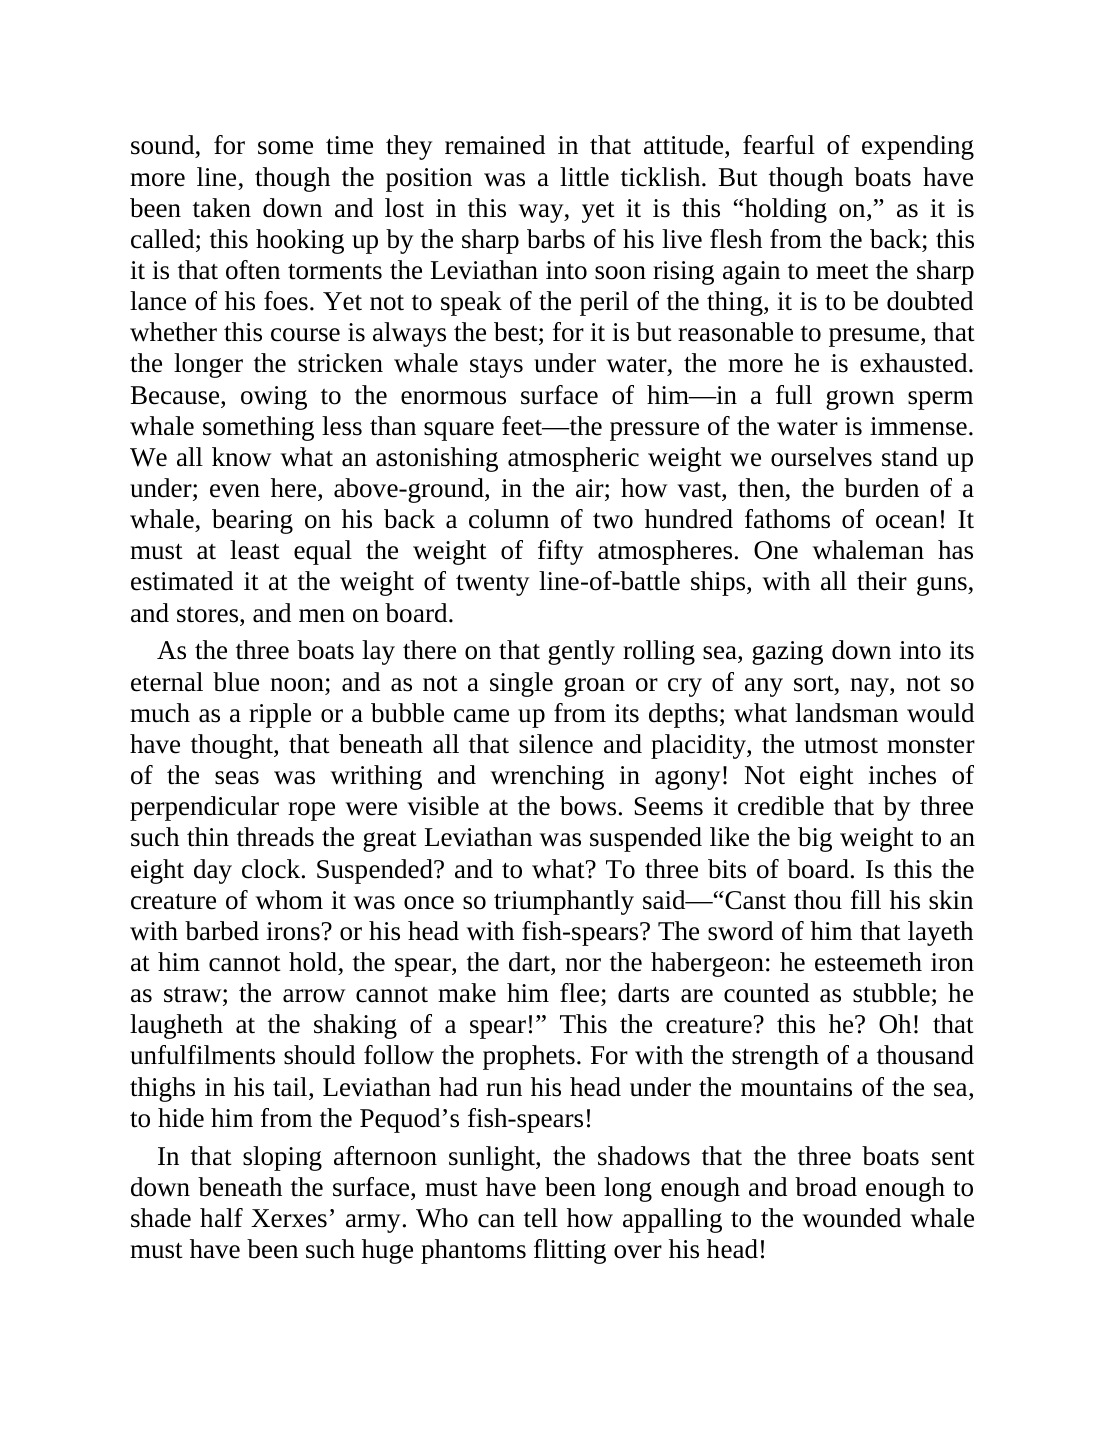 sound, for some time they remained in that attitude, fearful of expending
more line, though the position was a little ticklish. But though boats have
been taken down and lost in this way, yet it is this “holding on,” as it is
called; this hooking up by the sharp barbs of his live flesh from the back; this
it is that often torments the Leviathan into soon rising again to meet the sharp
lance of his foes. Yet not to speak of the peril of the thing, it is to be doubted
whether this course is always the best; for it is but reasonable to presume, that
the longer the stricken whale stays under water, the more he is exhausted.
Because, owing to the enormous surface of him—in a full grown sperm
whale something less than square feet—the pressure of the water is immense.
We all know what an astonishing atmospheric weight we ourselves stand up
under; even here, above-ground, in the air; how vast, then, the burden of a
whale, bearing on his back a column of two hundred fathoms of ocean! It
must at least equal the weight of fifty atmospheres. One whaleman has
estimated it at the weight of twenty line-of-battle ships, with all their guns,
and stores, and men on board.
As the three boats lay there on that gently rolling sea, gazing down into its
eternal blue noon; and as not a single groan or cry of any sort, nay, not so
much as a ripple or a bubble came up from its depths; what landsman would
have thought, that beneath all that silence and placidity, the utmost monster
of the seas was writhing and wrenching in agony! Not eight inches of
perpendicular rope were visible at the bows. Seems it credible that by three
such thin threads the great Leviathan was suspended like the big weight to an
eight day clock. Suspended? and to what? To three bits of board. Is this the
creature of whom it was once so triumphantly said—“Canst thou fill his skin
with barbed irons? or his head with fish-spears? The sword of him that layeth
at him cannot hold, the spear, the dart, nor the habergeon: he esteemeth iron
as straw; the arrow cannot make him flee; darts are counted as stubble; he
laugheth at the shaking of a spear!” This the creature? this he? Oh! that
unfulfilments should follow the prophets. For with the strength of a thousand
thighs in his tail, Leviathan had run his head under the mountains of the sea,
to hide him from the Pequod’s fish-spears!
In that sloping afternoon sunlight, the shadows that the three boats sent
down beneath the surface, must have been long enough and broad enough to
shade half Xerxes’ army. Who can tell how appalling to the wounded whale
must have been such huge phantoms flitting over his head!